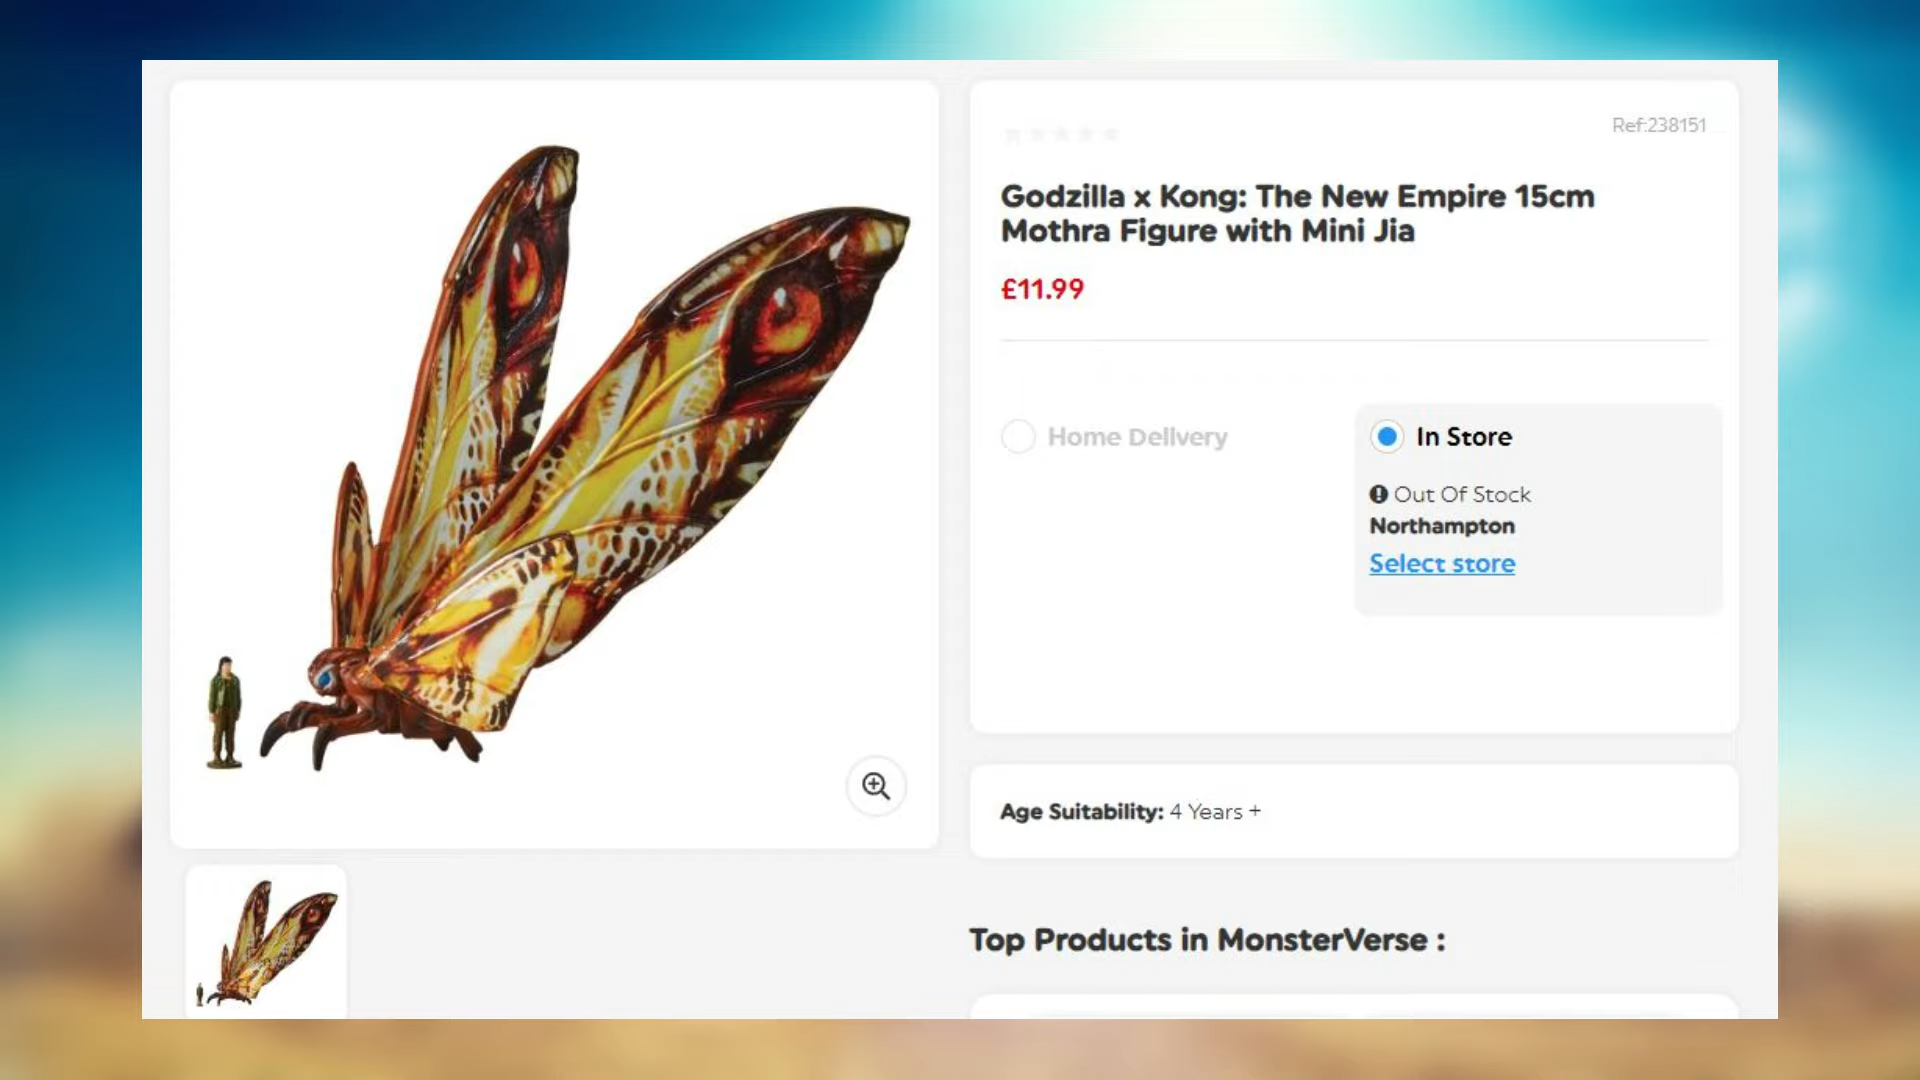 Ref:238151
Godzilla x Kong: The New Empire 15cm
Mothra Figure with Mini Jia
£11.99
Home Delivery
In Store
Out Of Stock
Northampton
Select store
Age Suitability: 4 Years +
Top Products in MonsterVerse :